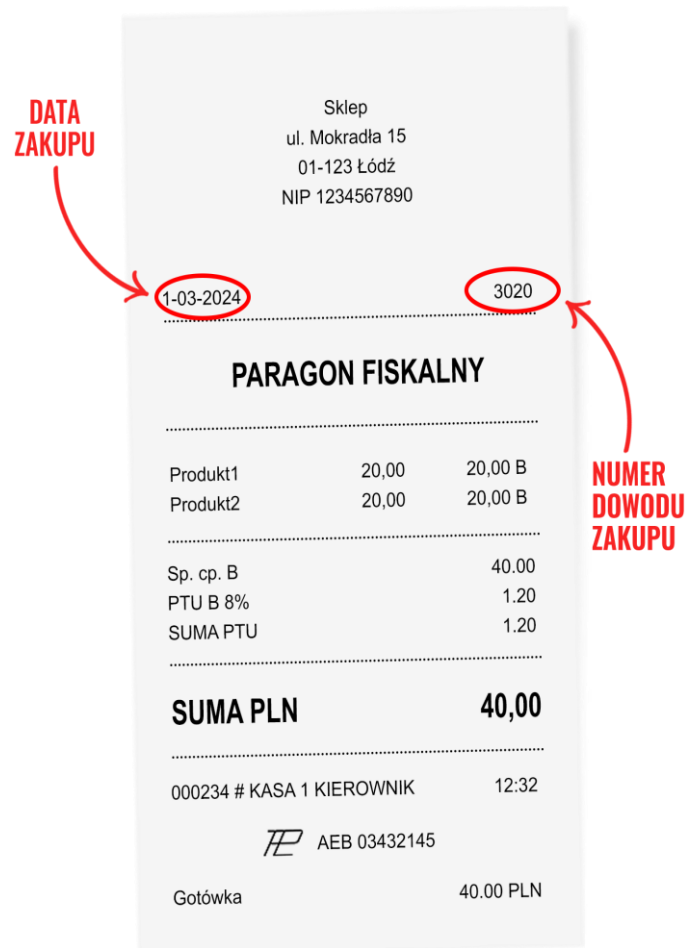 DATA
ZAKUPU
Sklep
ul. Mokradła 15
01-123 Łódź
NIP 1234567890
1-03-2024 3020
PARAGON FISKALNY
Produkt1 20,00 20,00 B
Produkt2 20,00 20,00 B
NUMER
DOWODU
ZAKUPU
Sp. cp. B 40.00
PTU B 8% 1.20
SUMA PTU 1.20
SUMA PLN 40,00
000234 # KASA 1 KIEROWNIK 12:32
AEB 03432145
Gotówka 40.00 PLN